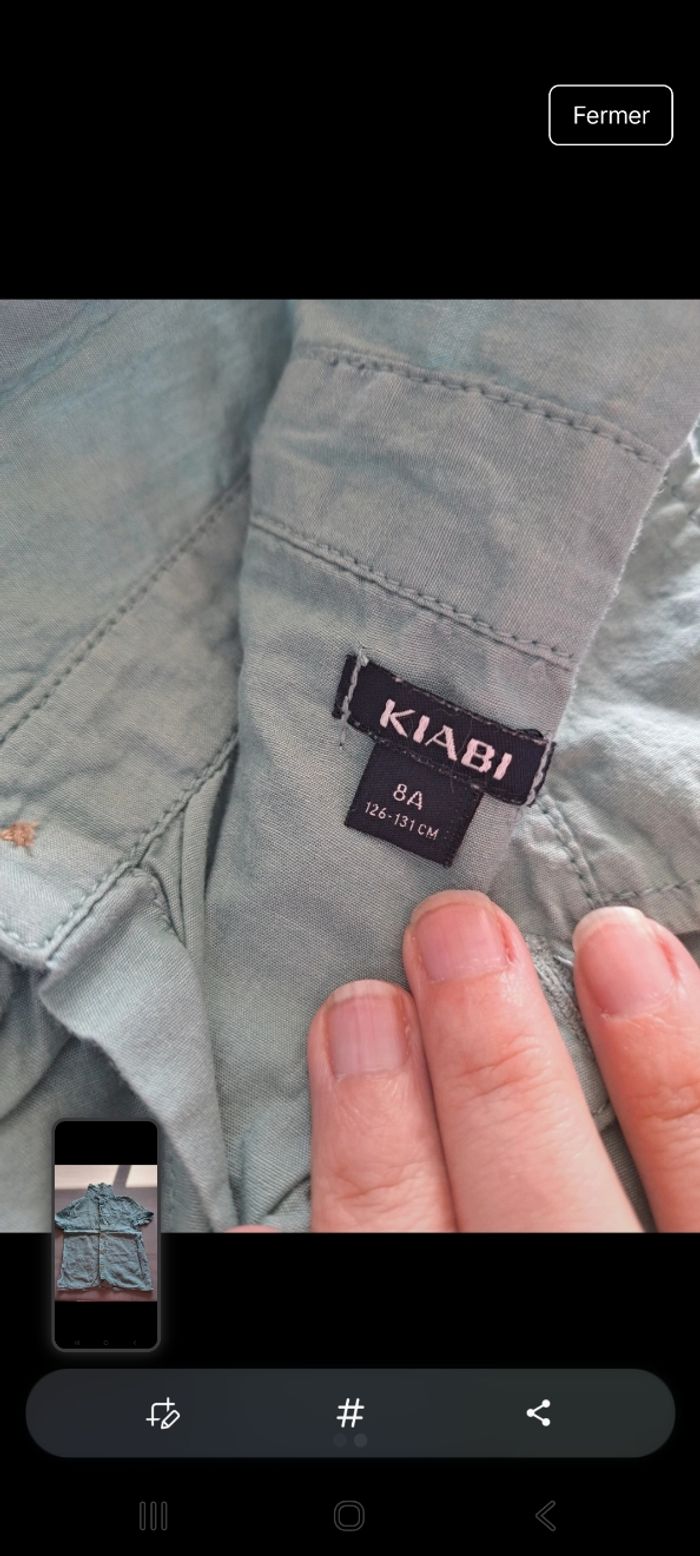 Fermer
KIABI
8A
126-131 CM